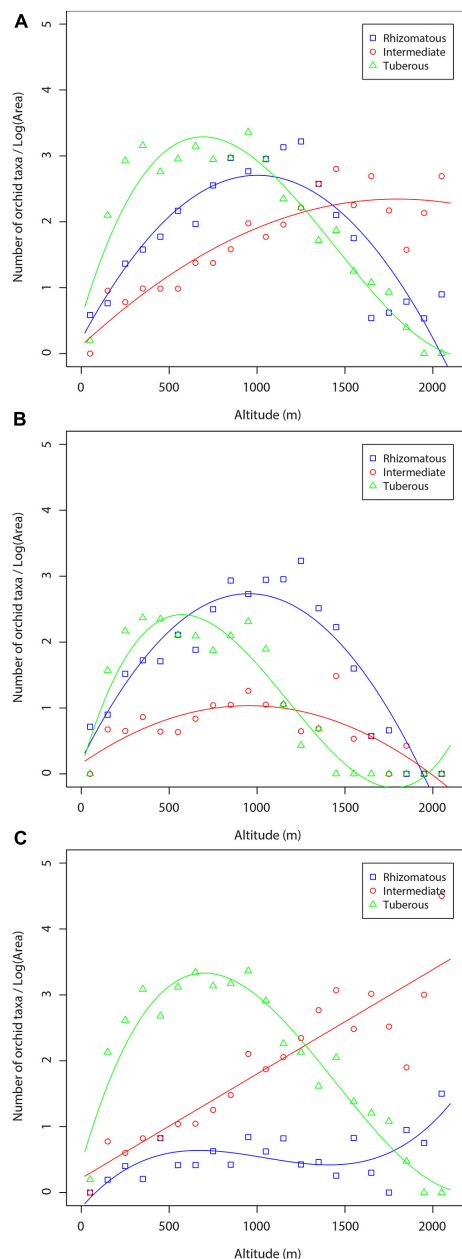 A
Number of orchid taxa / Log(Area)
5
4
3
2
1
0
Rhizomatous
Intermediate
Tuberous
0 500 1000 1500 2000
Altitude (m)
B
Number of orchid taxa / Log(Area)
5
4
3
2
1
0
Rhizomatous
Intermediate
Tuberous
0 500 1000 1500 2000
Altitude (m)
C
Number of orchid taxa / Log(Area)
5
4
3
2
1
0
Rhizomatous
Intermediate
Tuberous
0 500 1000 1500 2000
Altitude (m)